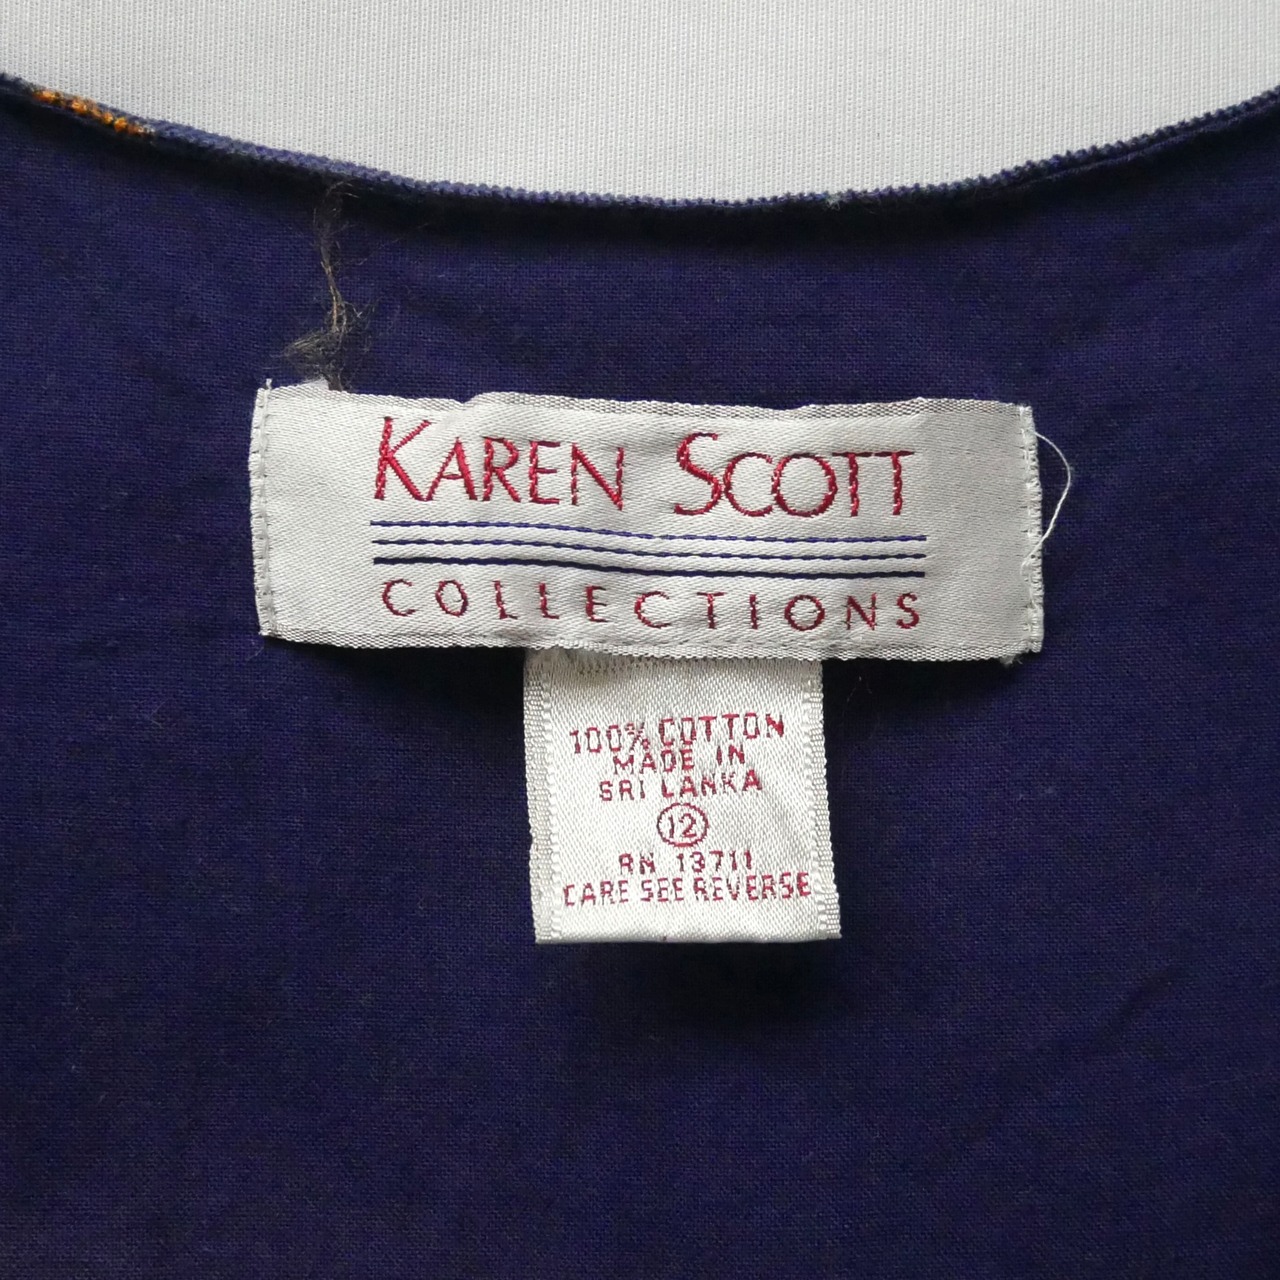 KAREN SCOTT
COLLECTIONS
100% COTTON
MADE IN
SRI LANKA
12
RN 13711
CARE SEE REVERSE